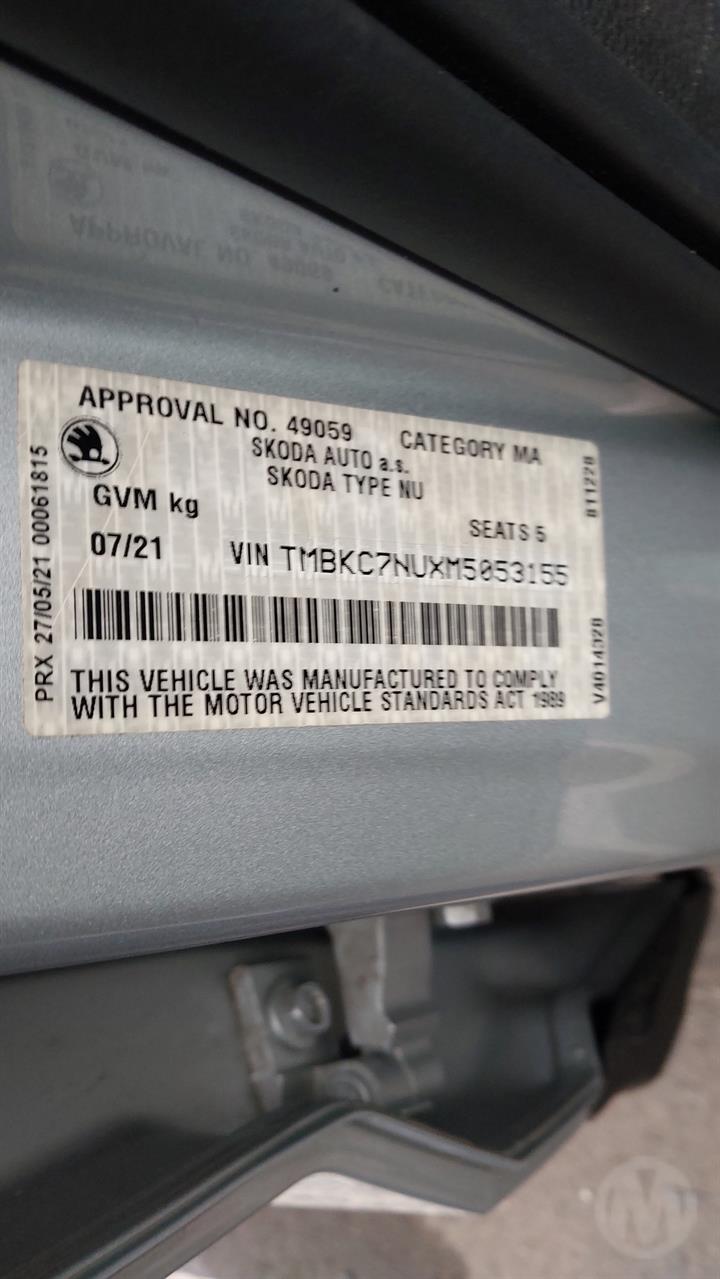 APPROVAL NO. 49059 CATEGORY MA
SKODA AUTO a.s.
SKODA TYPE NU
GVM kg
SEATS 5
07/21 VIN TMBKC7NUXM5053155
THIS VEHICLE WAS MANUFACTURED TO COMPLY
WITH THE MOTOR VEHICLE STANDARDS ACT 1989
PRX 27/05/21 00061815
V4014328
M